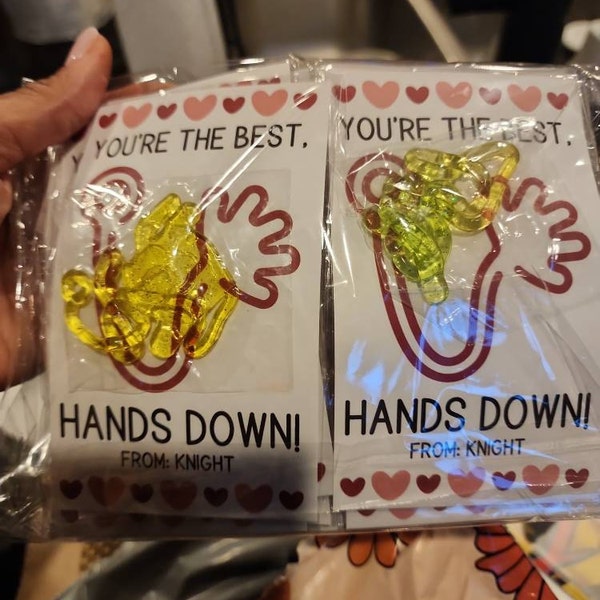 YOU'RE THE BEST,
HANDS DOWN!
FROM: KNIGHT
YOU'RE THE BEST,
HANDS DOWN!
FROM: KNIGHT